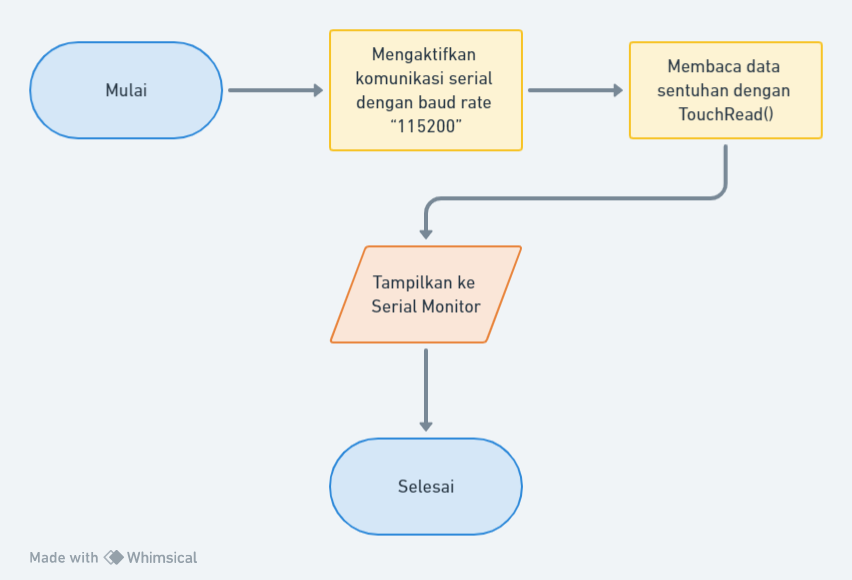 Mulai
Mengaktifkan
komunikasi serial
dengan baud rate
“115200”
Membaca data
sentuhan dengan
TouchRead()
Tampilkan ke
Serial Monitor
Selesai
Made with Whimsical